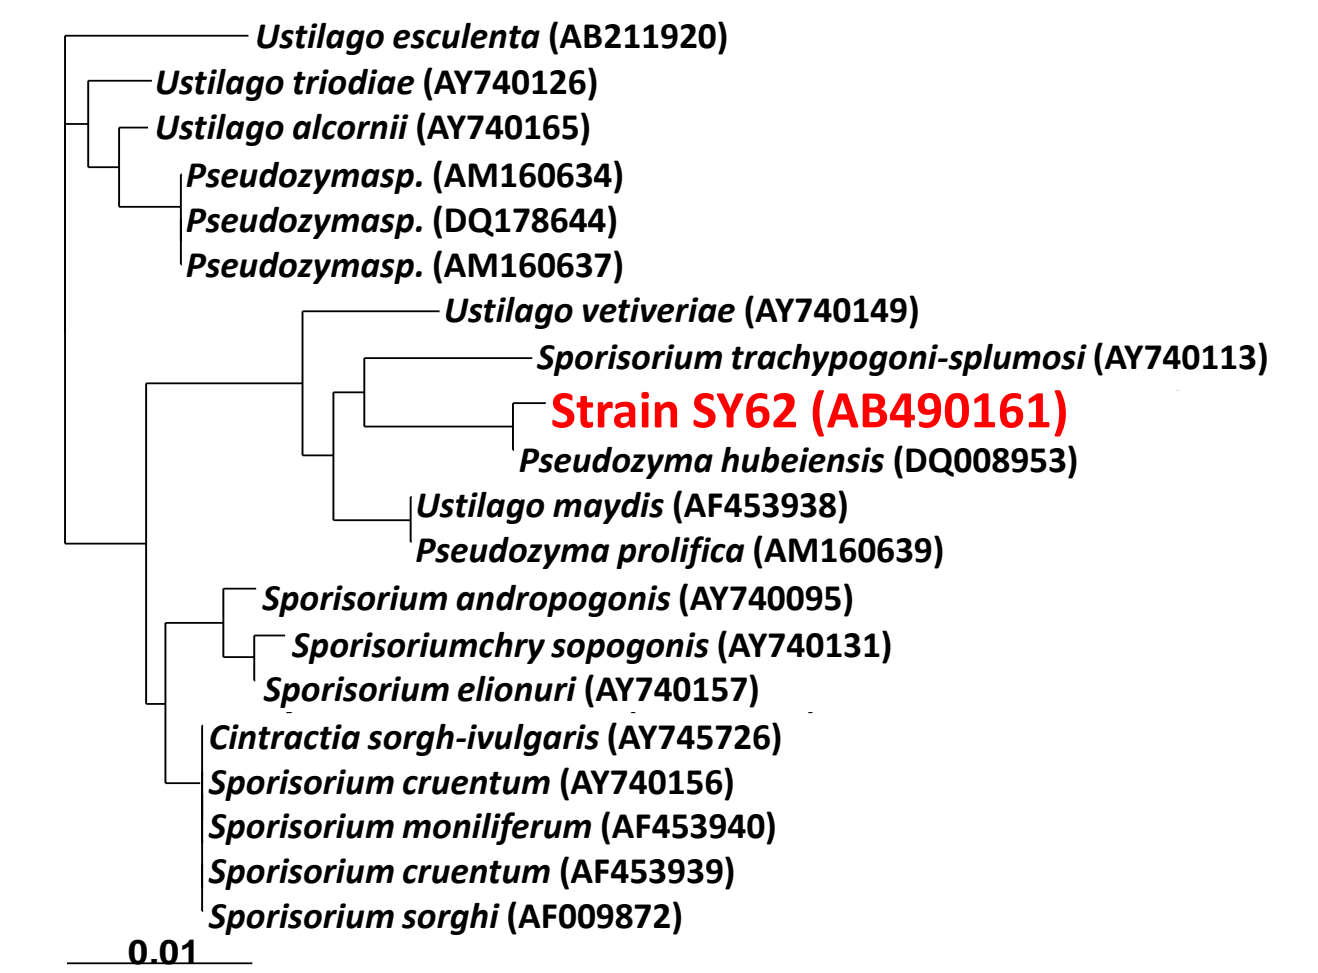 Ustilago esculenta (AB211920)
Ustilago triodiae (AY740126)
Ustilago alcornii (AY740165)
Pseudozymasp. (AM160634)
Pseudozymasp. (DQ178644)
Pseudozymasp. (AM160637)
Ustilago vetiveriae (AY740149)
Sporisorium trachypogoni-splumosi (AY740113)
Strain SY62 (AB490161)
Pseudozyma hubeiensis (DQ008953)
Ustilago maydis (AF453938)
Pseudozyma prolifica (AM160639)
Sporisorium andropogonis (AY740095)
Sporisoriumchry sopogonis (AY740131)
Sporisorium elionuri (AY740157)
Cintractia sorgh-ivulgaris (AY745726)
Sporisorium cruentum (AY740156)
Sporisorium moniliferum (AF453940)
Sporisorium cruentum (AF453939)
Sporisorium sorghi (AF009872)
0.01